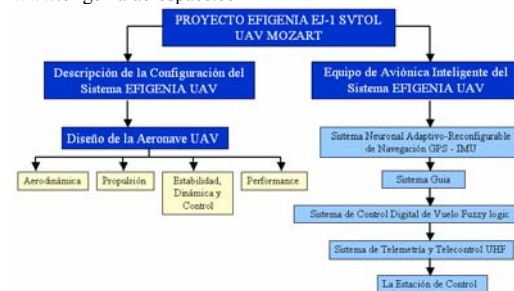 PROYECTO EFIGENIA EJ-1 SVTOL
UAV MOZART
Descripción de la Configuración del
Sistema EFIGENIA UAV
Equipo de Aviónica Inteligente del
Sistema EFIGENIA UAV
Diseño de la Aeronave UAV
Aerodinámica
Propulsión
Estabilidad,
Dinámica y
Control
Performance
Sistema Neuronal Adaptivo-Reconfigurable
de Navegación GPS - IMU
Sistema Guia
Sistema de Control Digital de Vuelo Fuzzy logic
Sistema de Telemetría y Telecontrol UHF
La Estación de Control